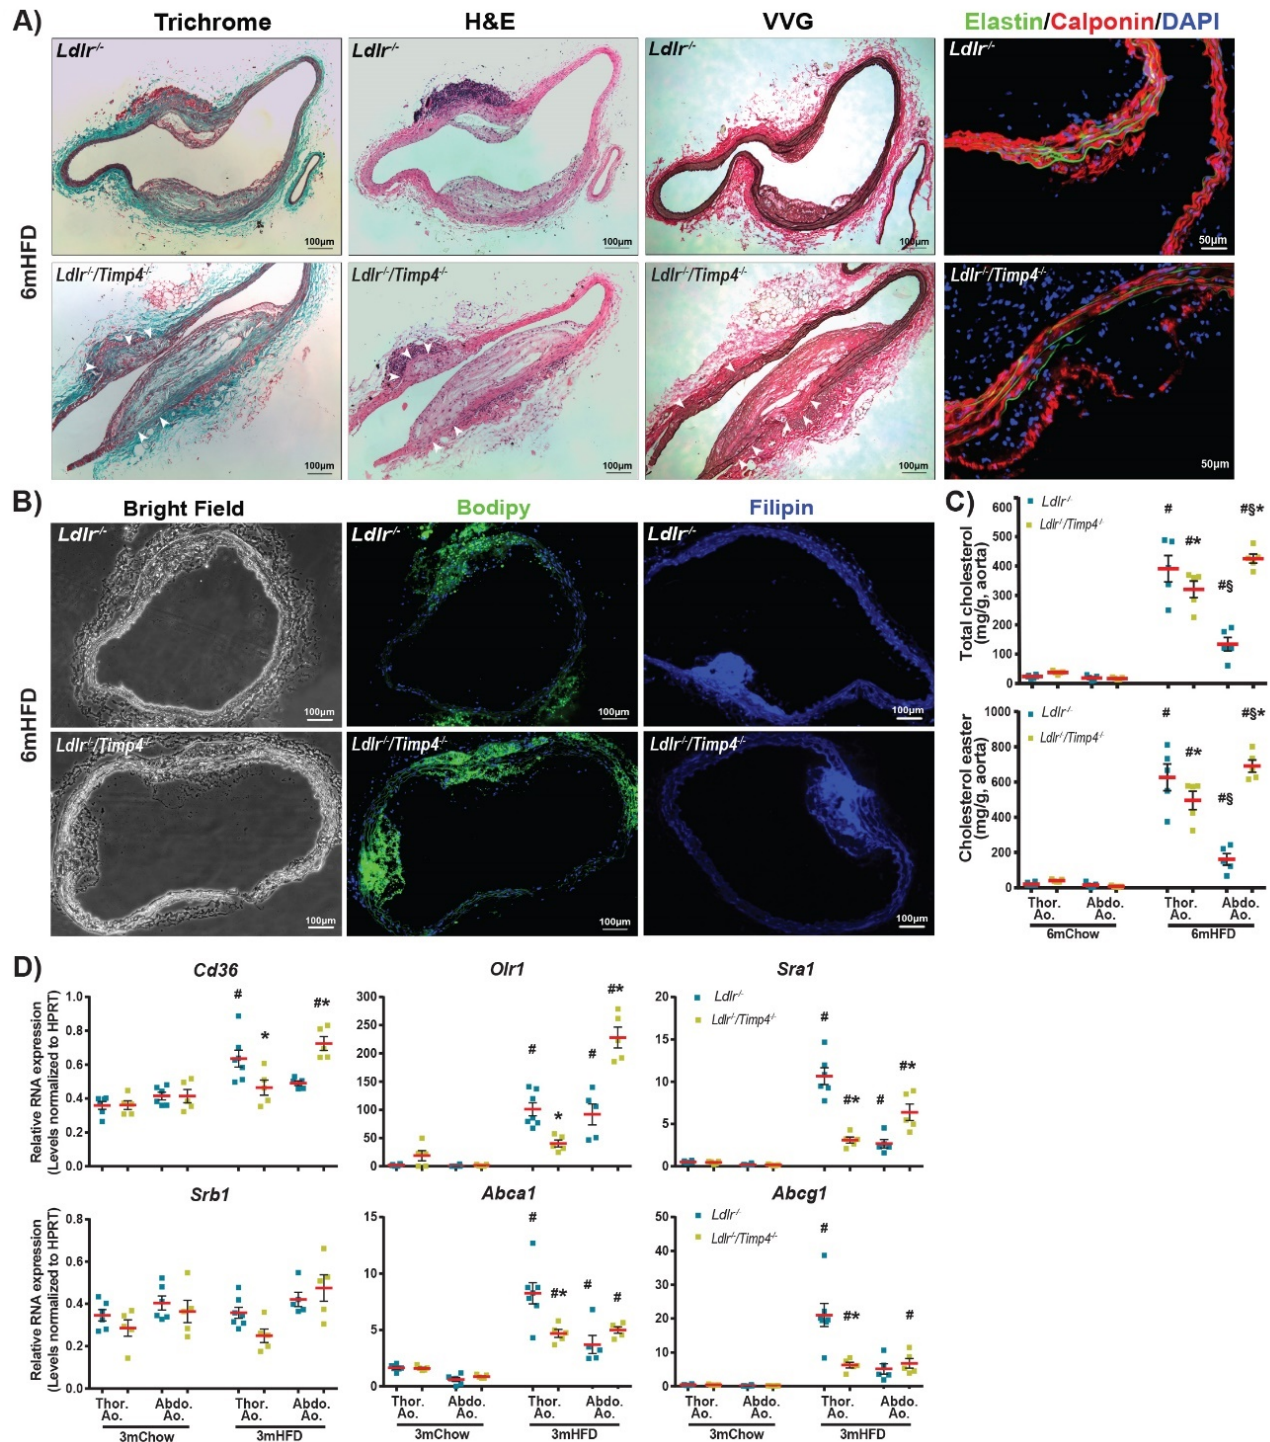 A)
Trichrome
H&E
VVG
Elastin/Calponin/DAPI
6mHFD
Ldlr-/-
Ldlr-/-
Ldlr-/-
Ldlr-/-
100µm
100µm
100µm
50µm
Ldlr-/-/Timp4-/-
Ldlr-/-/Timp4-/-
Ldlr-/-/Timp4-/-
Ldlr-/-/Timp4-/-
100µm
100µm
100µm
50µm
B)
Bright Field
Bodipy
Filipin
6mHFD
Ldlr-/-
Ldlr-/-
Ldlr-/-
100µm
100µm
100µm
Ldlr-/-/Timp4-/-
Ldlr-/-/Timp4-/-
Ldlr-/-/Timp4-/-
100µm
100µm
100µm
C)
Total cholesterol
(mg/g, aorta)
600
500
400
300
200
100
0
Ldlr-/-
Ldlr-/-/Timp4-/-
#
#*
#§
#§*
Cholesterol easter
(mg/g, aorta)
1000
800
600
400
200
0
Ldlr-/-
Ldlr-/-/Timp4-/-
#
#*
#§
#§*
Thor. Abdo. Thor. Abdo.
Ao. Ao. Ao. Ao.
6mChow 6mHFD
D)
Cd36
Relative RNA expression
(Levels normalized to HPRT)
1.0
0.8
0.6
0.4
0.2
0.0
#
*
#*
Olr1
300
250
200
150
100
50
0
#
*
#
#*
Sra1
20
15
10
5
0
Ldlr-/-
Ldlr-/-/Timp4-/-
#
#*
#
#*
Srb1
Relative RNA expression
(Levels normalized to HPRT)
0.8
0.6
0.4
0.2
0.0
Thor. Abdo. Thor. Abdo.
Ao. Ao. Ao. Ao.
3mChow 3mHFD
Abca1
15
10
5
0
#
#*
#
#
Thor. Abdo. Thor. Abdo.
Ao. Ao. Ao. Ao.
3mChow 3mHFD
Abcg1
50
40
30
20
10
0
Ldlr-/-
Ldlr-/-/Timp4-/-
#
#*
#
Thor. Abdo. Thor. Abdo.
Ao. Ao. Ao. Ao.
3mChow 3mHFD